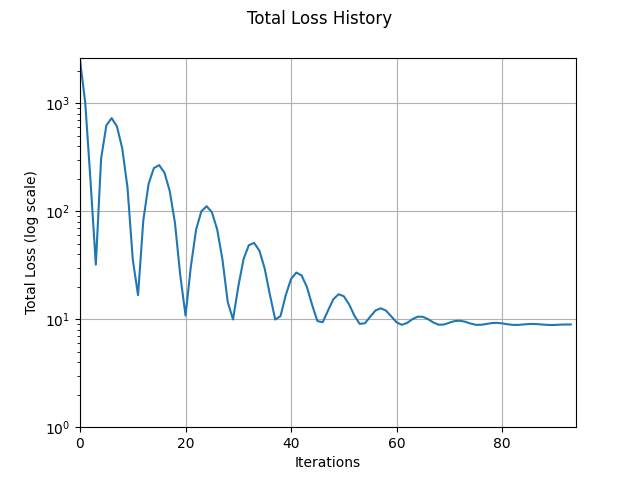 Total Loss History
Total Loss (log scale)
10³
10²
10¹
10⁰
0 20 40 60 80
Iterations